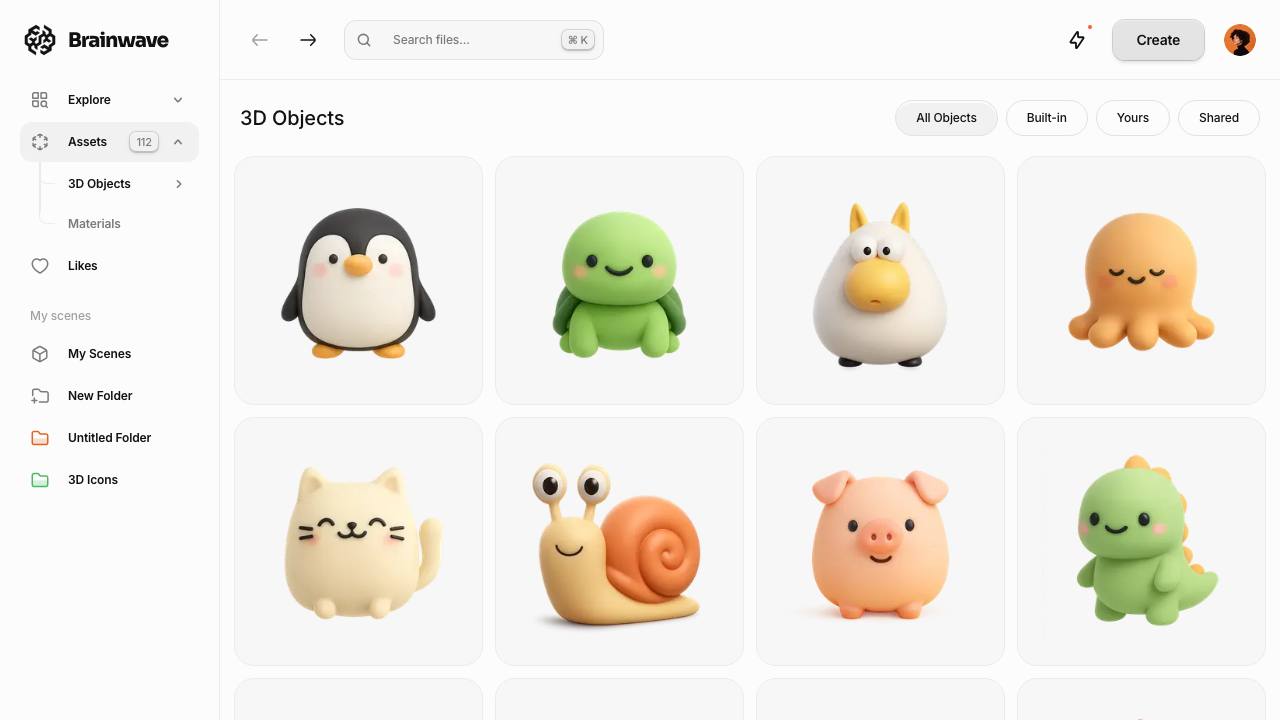 Brainwave
Search files...
⌘ K
Create
Explore
Assets
112
3D Objects
Materials
Likes
My scenes
My Scenes
New Folder
Untitled Folder
3D Icons
3D Objects
All Objects
Built-in
Yours
Shared